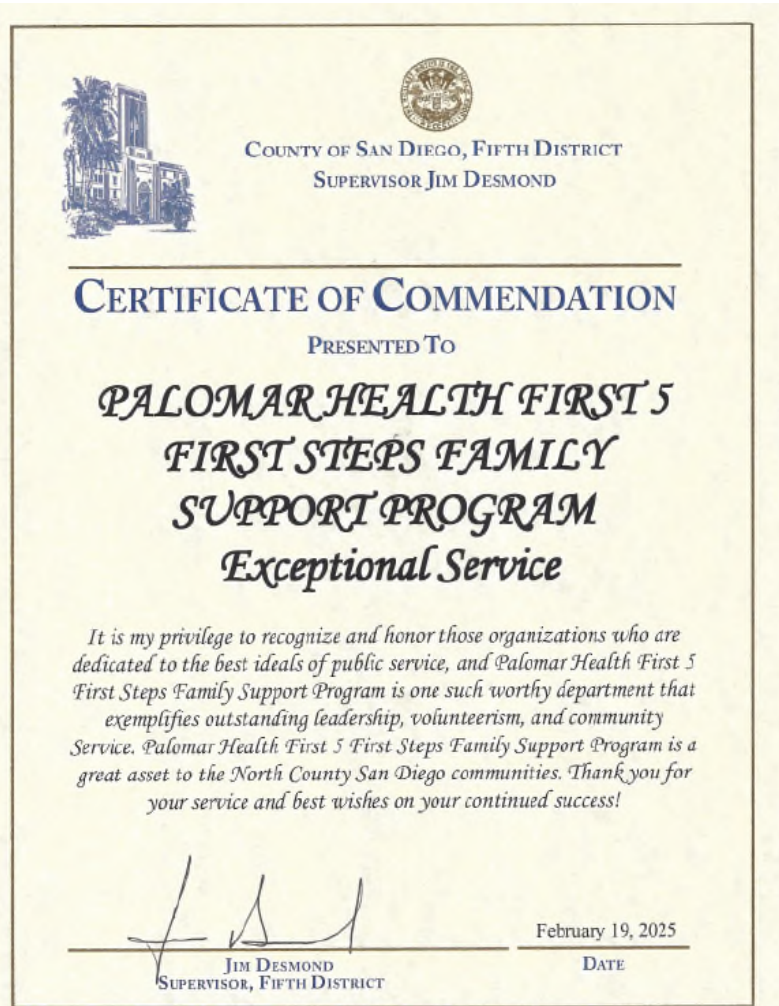 COUNTY OF SAN DIEGO, FIFTH DISTRICT
SUPERVISOR JIM DESMOND
CERTIFICATE OF COMMENDATION
PRESENTED TO
PALOMAR HEALTH FIRST 5
FIRST STEPS FAMILY
SUPPORT PROGRAM
Exceptional Service
It is my privilege to recognize and honor those organizations who are
dedicated to the best ideals of public service, and Palomar Health First 5
First Steps Family Support Program is one such worthy department that
exemplifies outstanding leadership, volunteerism, and community
Service. Palomar Health First 5 First Steps Family Support Program is a
great asset to the North County San Diego communities. Thank you for
your service and best wishes on your continued success!
February 19, 2025
JIM DESMOND
SUPERVISOR, FIFTH DISTRICT
DATE